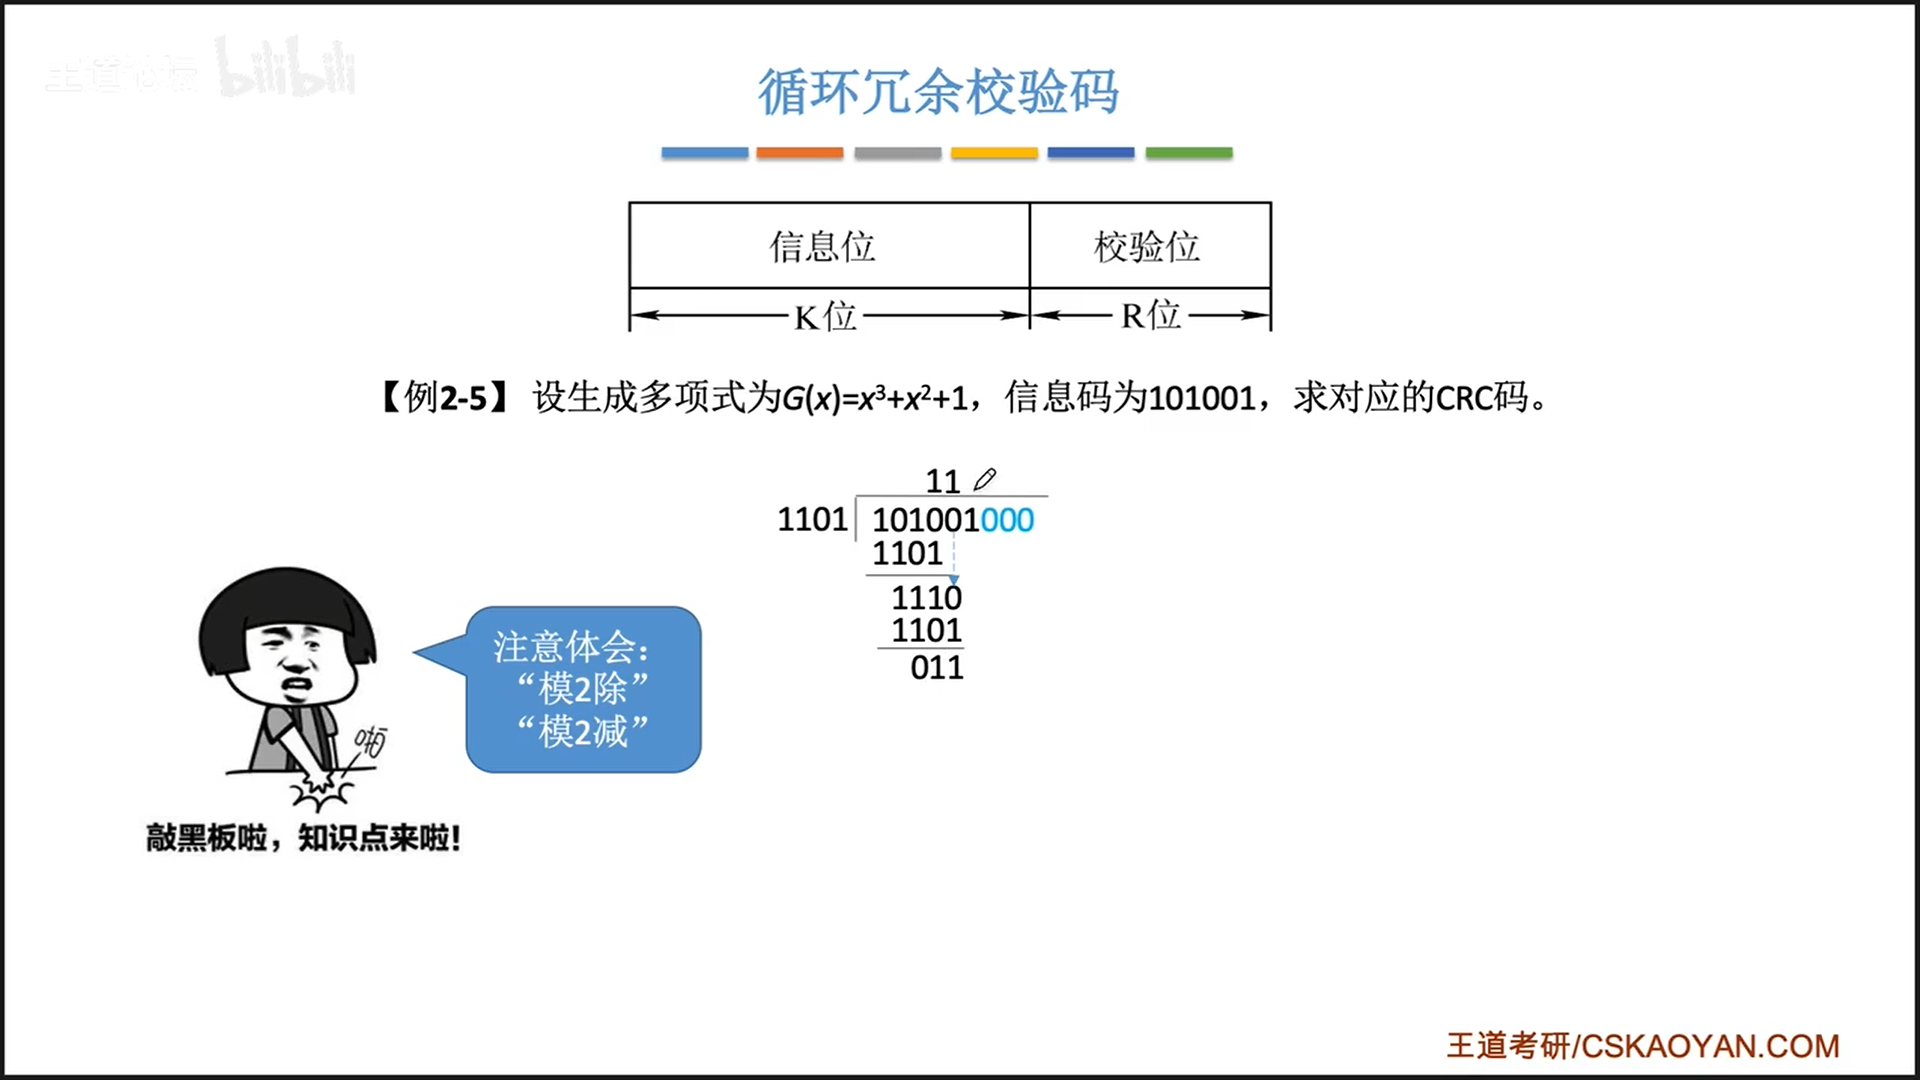 王道论坛 bilibili
循环冗余校验码
信息位 校验位
K位 R位
【例2-5】 设生成多项式为G(x)=x³+x²+1，信息码为101001，求对应的CRC码。
11
1101 101001000
1101
1110
1101
011
注意体会：
“模2除”
“模2减”
啪
敲黑板啦，知识点来啦!
王道考研/CSKAOYAN.COM